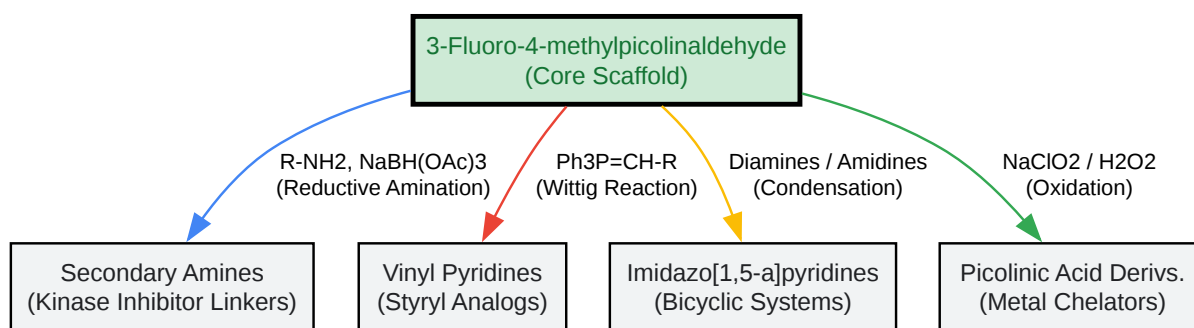 3-Fluoro-4-methylpicolinaldehyde
(Core Scaffold)
R-NH2, NaBH(OAc)3
(Reductive Amination)
Ph3P=CH-R
(Wittig Reaction)
Diamines / Amidines
(Condensation)
NaClO2 / H2O2
(Oxidation)
Secondary Amines
(Kinase Inhibitor Linkers)
Vinyl Pyridines
(Styryl Analogs)
Imidazo[1,5-a]pyridines
(Bicyclic Systems)
Picolinic Acid Derivs.
(Metal Chelators)